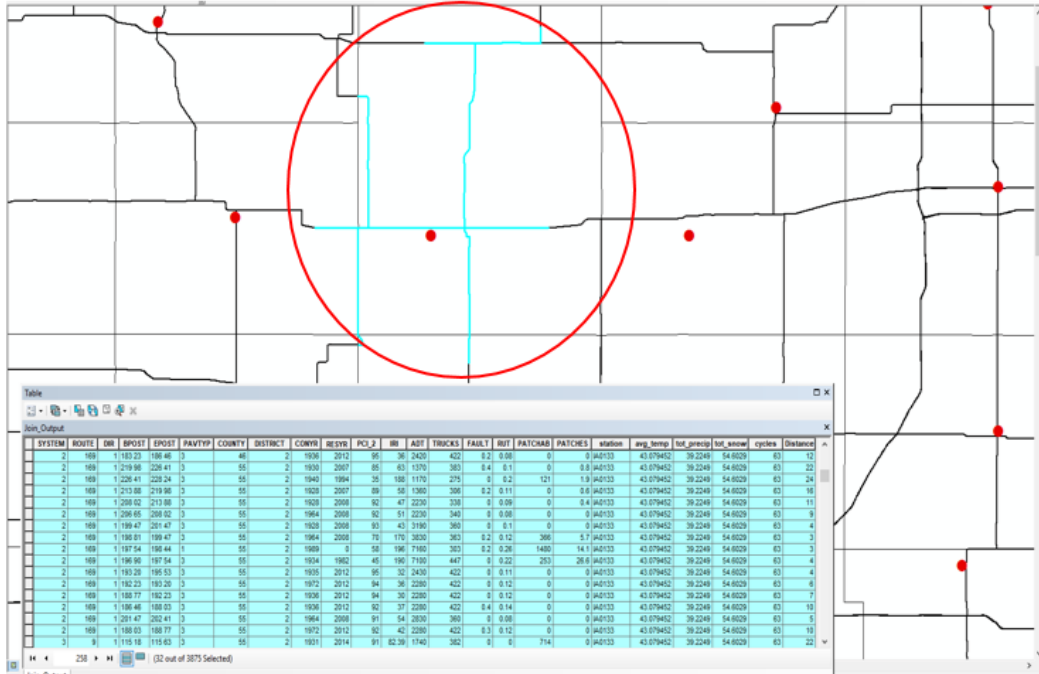 Table
Join_Output
SYSTEM ROUTE DIR BPOST EPOST PAVTYP COUNTY DISTRICT CONYR RESYR PCI_2 IRI ADT TRUCKS FAULT RUT PATCHAB PATCHES station avg_temp tot_precip tot_snow cycles Distance
2 169 1 183.23 186.46 3 46 2 1936 2012 95 36 2420 422 0.2 0.08 0 0 IA0133 43.079452 39.2249 54.6029 63 12
2 169 1 219.98 226.41 3 55 2 1930 2007 85 63 1370 383 0.4 0.1 0 0.8 IA0133 43.079452 39.2249 54.6029 63 22
2 169 1 226.41 228.24 3 55 2 1940 1994 35 188 1170 275 0 0.2 121 1.9 IA0133 43.079452 39.2249 54.6029 63 24
2 169 1 213.88 219.98 3 55 2 1928 2007 89 58 1360 306 0.2 0.11 0 0.6 IA0133 43.079452 39.2249 54.6029 63 16
2 169 1 208.02 213.88 3 55 2 1928 2008 92 47 2230 338 0 0.09 0 0.4 IA0133 43.079452 39.2249 54.6029 63 11
2 169 1 206.65 208.02 3 55 2 1964 2008 92 51 2230 340 0 0.08 0 0 IA0133 43.079452 39.2249 54.6029 63 9
2 169 1 199.47 201.47 3 55 2 1928 2008 93 43 3190 360 0 0.1 0 0 IA0133 43.079452 39.2249 54.6029 63 4
2 169 1 198.81 199.47 3 55 2 1964 2008 70 170 3830 363 0.2 0.12 366 5.7 IA0133 43.079452 39.2249 54.6029 63 3
2 169 1 197.54 198.44 1 55 2 1989 0 58 196 7160 383 0.2 0.26 1480 14.1 IA0133 43.079452 39.2249 54.6029 63 3
2 169 1 196.90 197.54 3 55 2 1934 1982 45 190 7100 447 0 0.22 253 26.6 IA0133 43.079452 39.2249 54.6029 63 4
2 169 1 193.20 195.53 3 55 2 1935 2012 95 32 2430 422 0 0.11 0 0 IA0133 43.079452 39.2249 54.6029 63 4
2 169 1 192.23 193.20 3 55 2 1972 2012 94 36 2280 422 0 0.12 0 0 IA0133 43.079452 39.2249 54.6029 63 6
2 169 1 188.77 192.23 3 55 2 1936 2012 94 30 2280 422 0 0.12 0 0 IA0133 43.079452 39.2249 54.6029 63 7
2 169 1 186.46 188.03 3 55 2 1936 2012 92 37 2280 422 0.4 0.14 0 0 IA0133 43.079452 39.2249 54.6029 63 10
2 169 1 201.47 202.41 3 55 2 1964 2008 91 54 2830 360 0 0.08 0 0 IA0133 43.079452 39.2249 54.6029 63 5
2 169 1 188.03 188.77 3 55 2 1972 2012 92 42 2280 422 0.3 0.12 0 0 IA0133 43.079452 39.2249 54.6029 63 10
3 9 1 115.18 115.63 3 55 2 1931 2014 91 82.39 1740 382 0 0 714 0 IA0133 43.079452 39.2249 54.6029 63 22
258 (32 out of 3875 Selected)
Join_Output